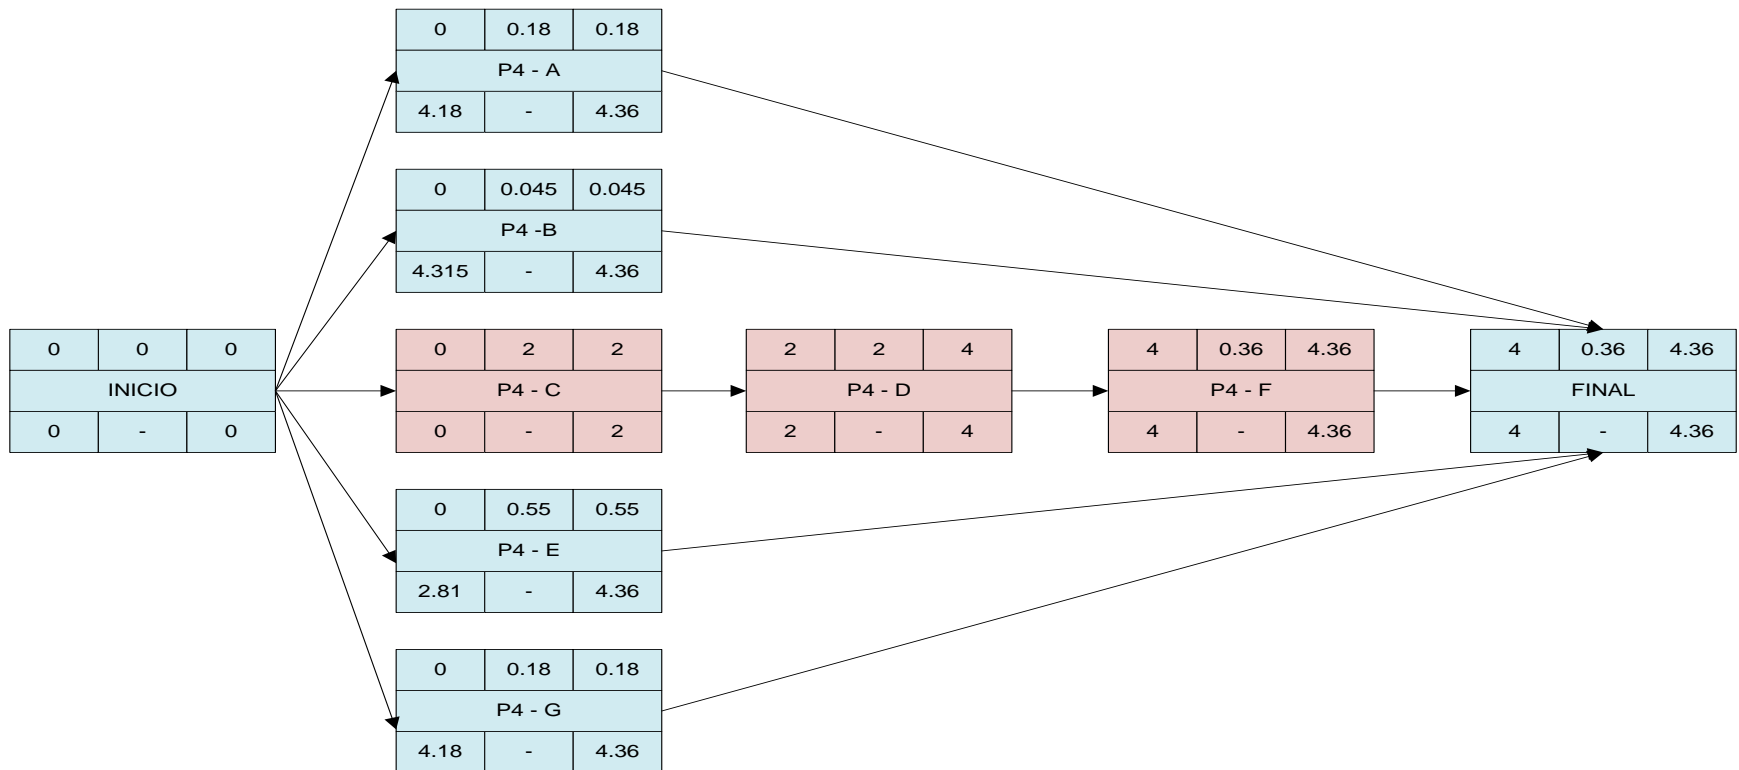 0 0.18 0.18
P4 - A
4.18 - 4.36
0 0.045 0.045
P4 -B
4.315 - 4.36
0 0 0
INICIO
0 - 0
0 2 2
P4 - C
0 - 2
2 2 4
P4 - D
2 - 4
4 0.36 4.36
P4 - F
4 - 4.36
4 0.36 4.36
FINAL
4 - 4.36
0 0.55 0.55
P4 - E
2.81 - 4.36
0 0.18 0.18
P4 - G
4.18 - 4.36